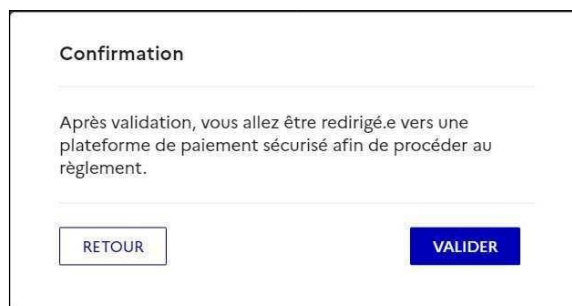 Confirmation
Après validation, vous allez être redirigé.e vers une
plateforme de paiement sécurisé afin de procéder au
règlement.
RETOUR
VALIDER